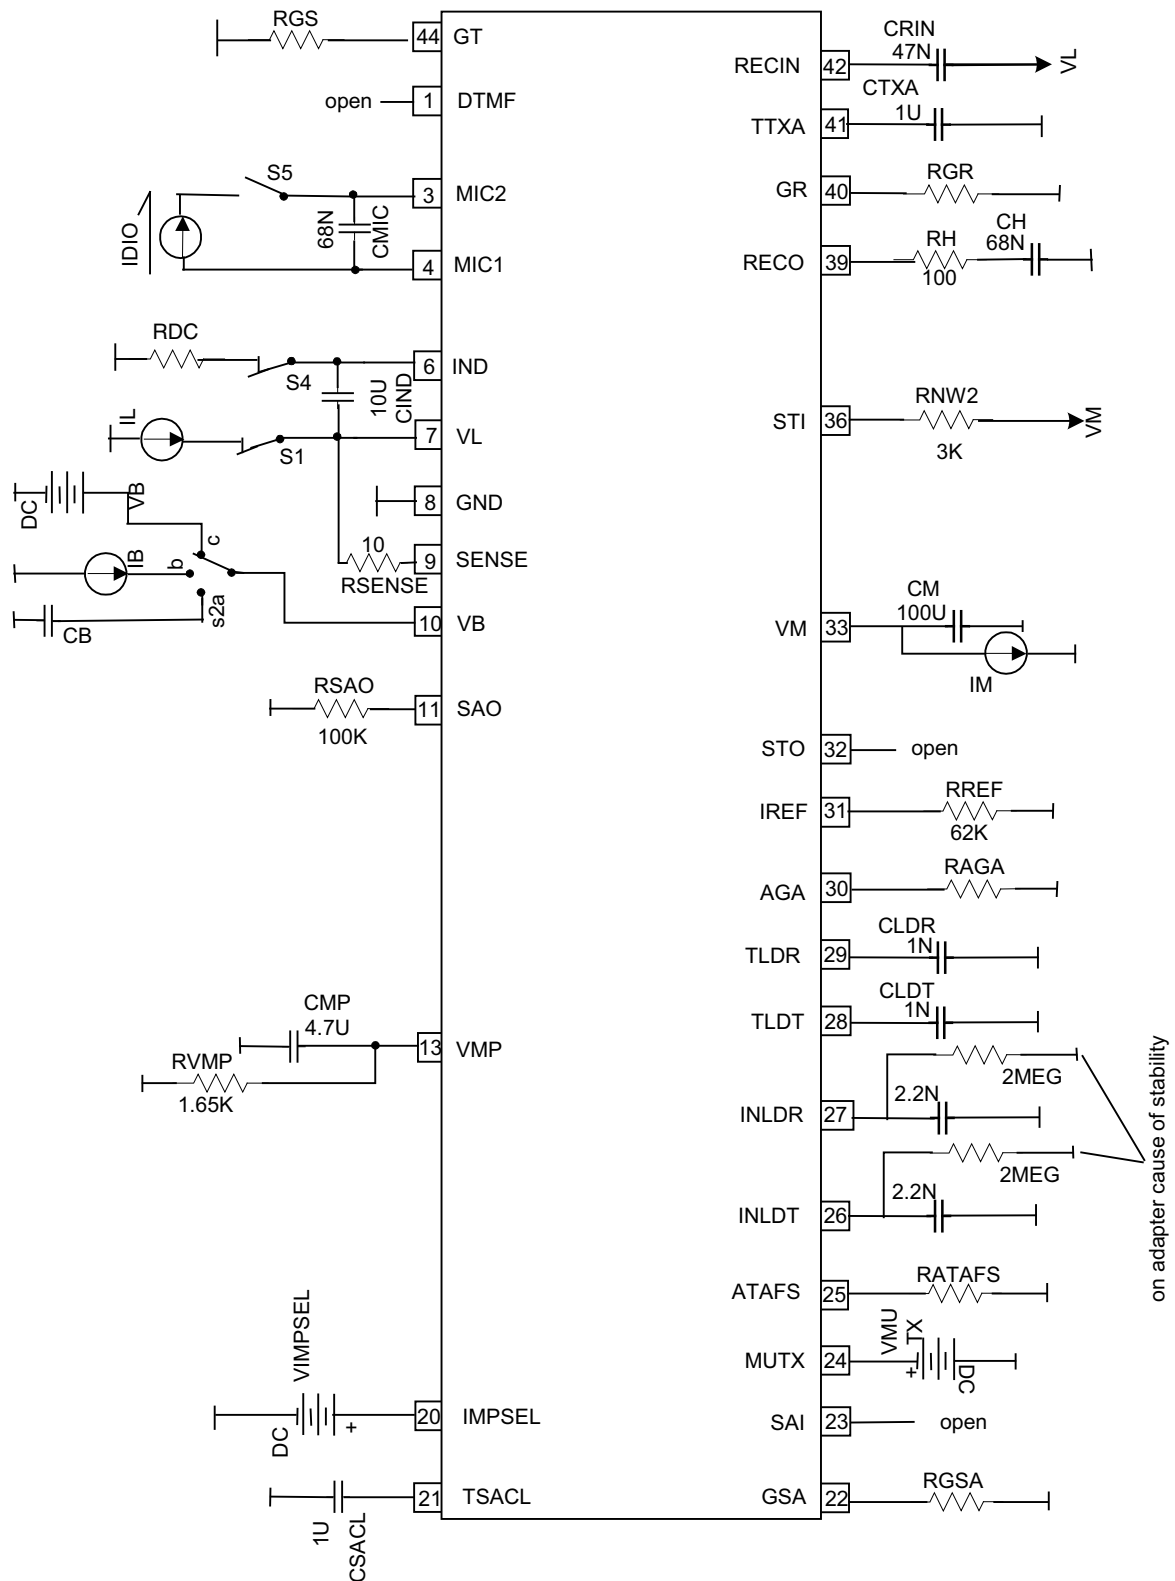 RGS
44 GT
open 1 DTMF
S5
3 MIC2
68N
CMIC
IDIO
4 MIC1
RDC
S4
6 IND
10U
CIND
IL
S1
7 VL
DC
VB
8 GND
IB
b
c
s2a
10
RSENSE
9 SENSE
CB
10 VB
RSAO
100K
11 SAO
CMP
4.7U
13 VMP
RVMP
1.65K
VIMPSEL
DC
+
20 IMPSEL
1U
CSACL
21 TSACL
RECIN 42
CRIN
47N
VL
CTXA
1U
TTXA 41
GR 40
RGR
RECO 39
RH
100
CH
68N
STI 36
RNW2
3K
VM
VM 33
CM
100U
IM
STO 32 open
IREF 31
RREF
62K
AGA 30
RAGA
TLDR 29
CLDR
1N
TLDT 28
CLDT
1N
2MEG
INLDR 27
2.2N
2MEG
INLDT 26
2.2N
on adapter cause of stability
ATAFS 25
RATAFS
MUTX 24
VMU
TX
+
DC
SAI 23 open
GSA 22
RGSA